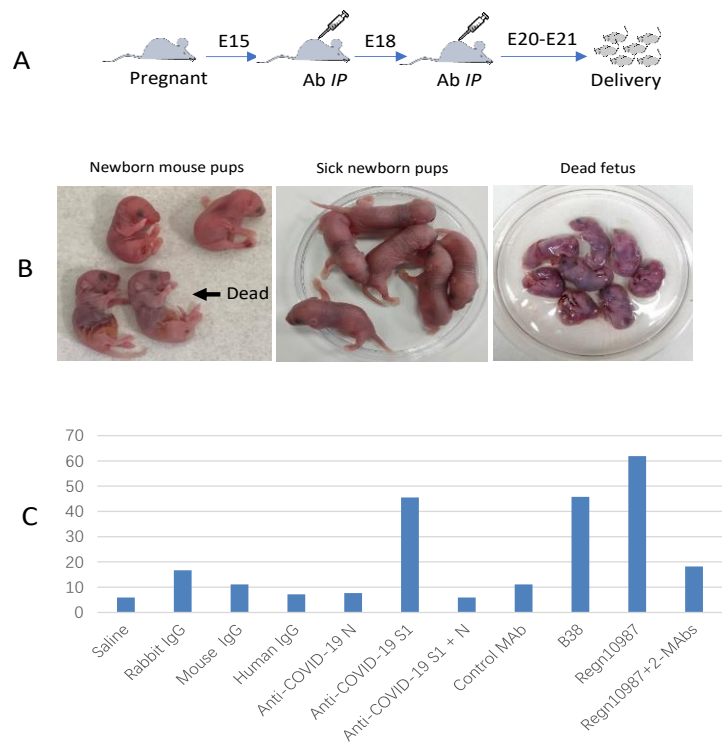 A
E15
E18
E20-E21
Pregnant
Ab IP
Ab IP
Delivery
Newborn mouse pups
Sick newborn pups
Dead fetus
B
Dead
C
70
60
50
40
30
20
10
0
Saline
Rabbit IgG
Mouse IgG
Human IgG
Anti-COVID-19 N
Anti-COVID-19 S1
Anti-COVID-19 S1 + N
Control MAb
B38
Regn10987
Regn10987+2-MAbs